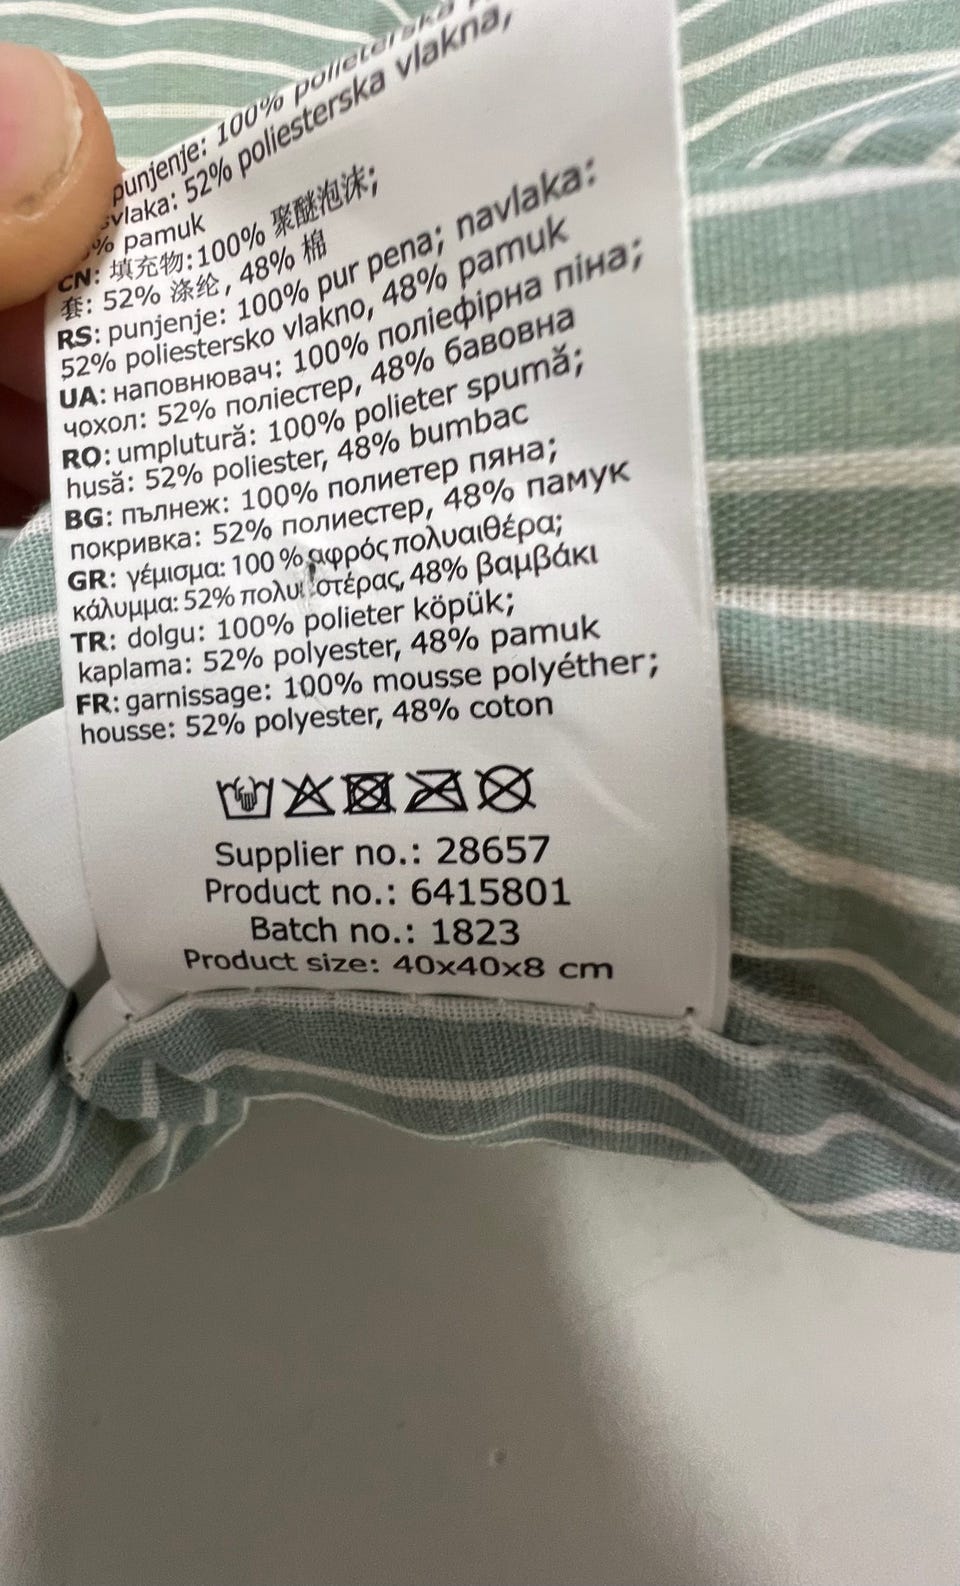 punjenje: 100%
52% poliesterska vlakna,
% pamuk
CN: 填充物:100% 聚醚泡沫;
套: 52% 涤纶, 48% 棉
RS: punjenje: 100% pur pena; navlaka:
52% poliestersko vlakno, 48% pamuk
UA: наповнювач: 100% поліефірна піна;
чохол: 52% поліестер, 48% бавовна
RO: umplutură: 100% polieter spumă;
husă: 52% poliester, 48% bumbac
BG: пълнеж: 100% полиетер пяна;
покривка: 52% полиестер, 48% памук
GR: γέμισμα: 100 % αφρός πολυαιθέρα;
κάλυμμα: 52% 48% βαμβάκι
TR: dolgu: 100% polieter köpük;
kaplama: 52% polyester, 48% pamuk
FR: garnissage: 100% mousse polyéther;
housse: 52% polyester, 48% coton
Supplier no.: 28657
Product no.: 6415801
Batch no.: 1823
Product size: 40x40x8 cm